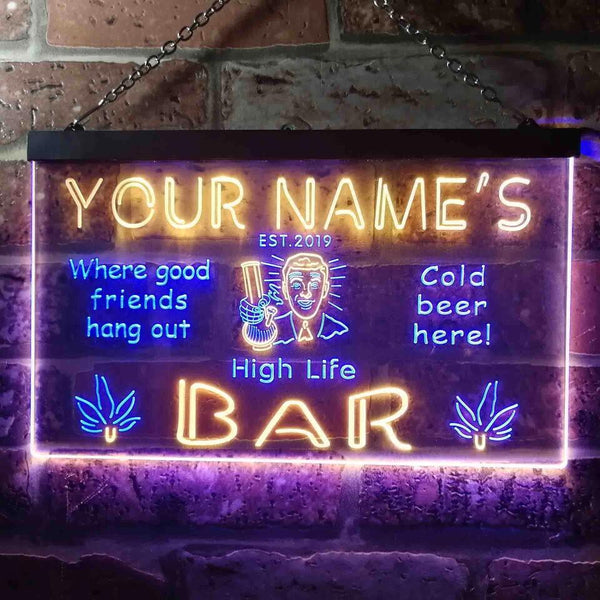 YOUR NAME'S
EST.2019
Where good
friends
hang out
Cold
beer
here!
High Life
BAR